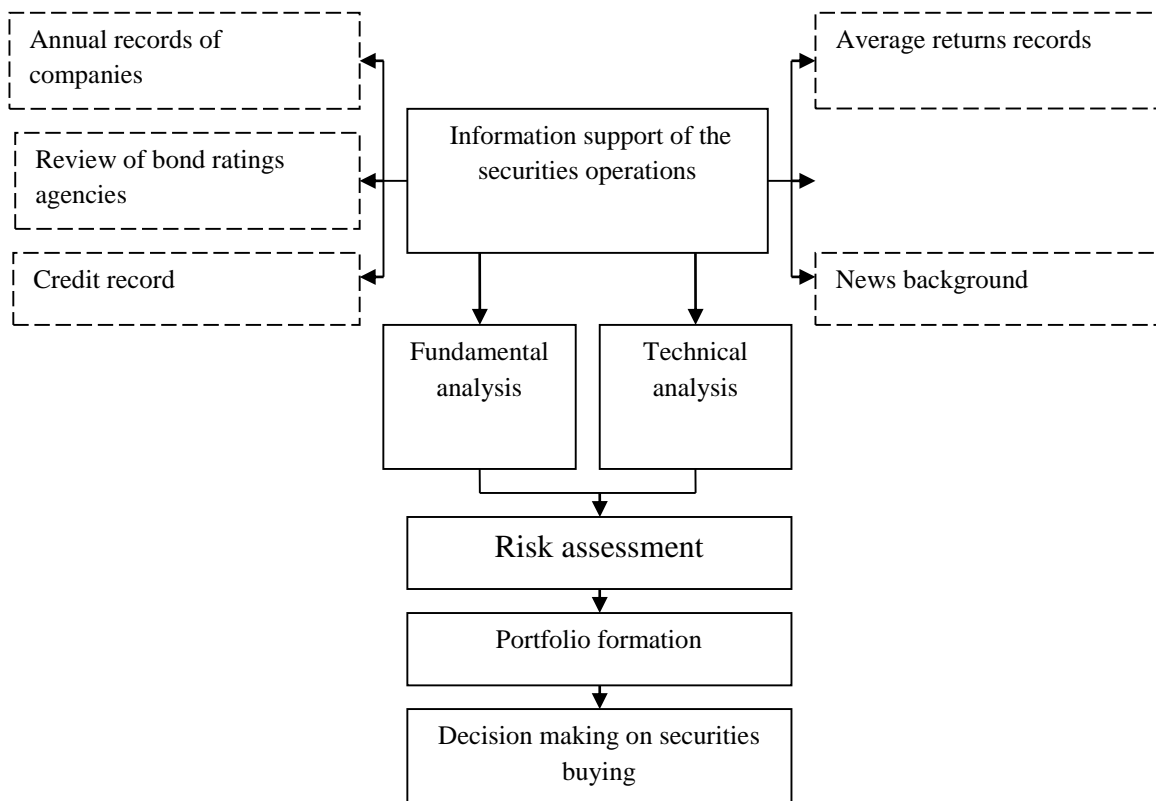 Annual records of
companies
Average returns records
Information support of the
securities operations
Review of bond ratings
agencies
Credit record
News background
Fundamental
analysis
Technical
analysis
Risk assessment
Portfolio formation
Decision making on securities
buying